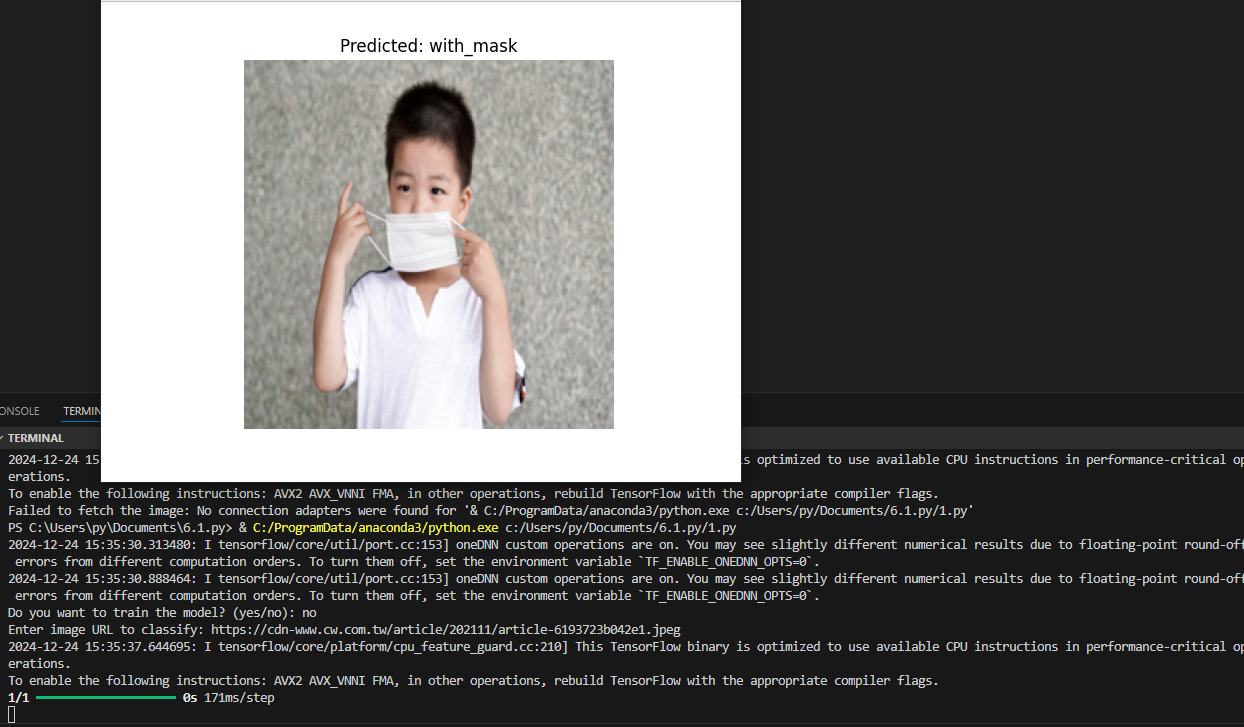 Predicted: with_mask
ONSOLE
TERMIN
TERMINAL
2024-12-24 15 s optimized to use available CPU instructions in performance-critical op
erations.
To enable the following instructions: AVX2 AVX_VNNI FMA, in other operations, rebuild TensorFlow with the appropriate compiler flags.
Failed to fetch the image: No connection adapters were found for '& C:/ProgramData/anaconda3/python.exe c:/Users/py/Documents/6.1.py/1.py'
PS C:\Users\py\Documents\6.1.py> & C:/ProgramData/anaconda3/python.exe c:/Users/py/Documents/6.1.py/1.py
2024-12-24 15:35:30.313480: I tensorflow/core/util/port.cc:153] oneDNN custom operations are on. You may see slightly different numerical results due to floating-point round-off
errors from different computation orders. To turn them off, set the environment variable `TF_ENABLE_ONEDNN_OPTS=0`.
2024-12-24 15:35:30.888464: I tensorflow/core/util/port.cc:153] oneDNN custom operations are on. You may see slightly different numerical results due to floating-point round-off
errors from different computation orders. To turn them off, set the environment variable `TF_ENABLE_ONEDNN_OPTS=0`.
Do you want to train the model? (yes/no): no
Enter image URL to classify: https://cdn-www.cw.com.tw/article/202111/article-6193723b042e1.jpeg
2024-12-24 15:35:37.644695: I tensorflow/core/platform/cpu_feature_guard.cc:210] This TensorFlow binary is optimized to use available CPU instructions in performance-critical op
erations.
To enable the following instructions: AVX2 AVX_VNNI FMA, in other operations, rebuild TensorFlow with the appropriate compiler flags.
1/1 0s 171ms/step